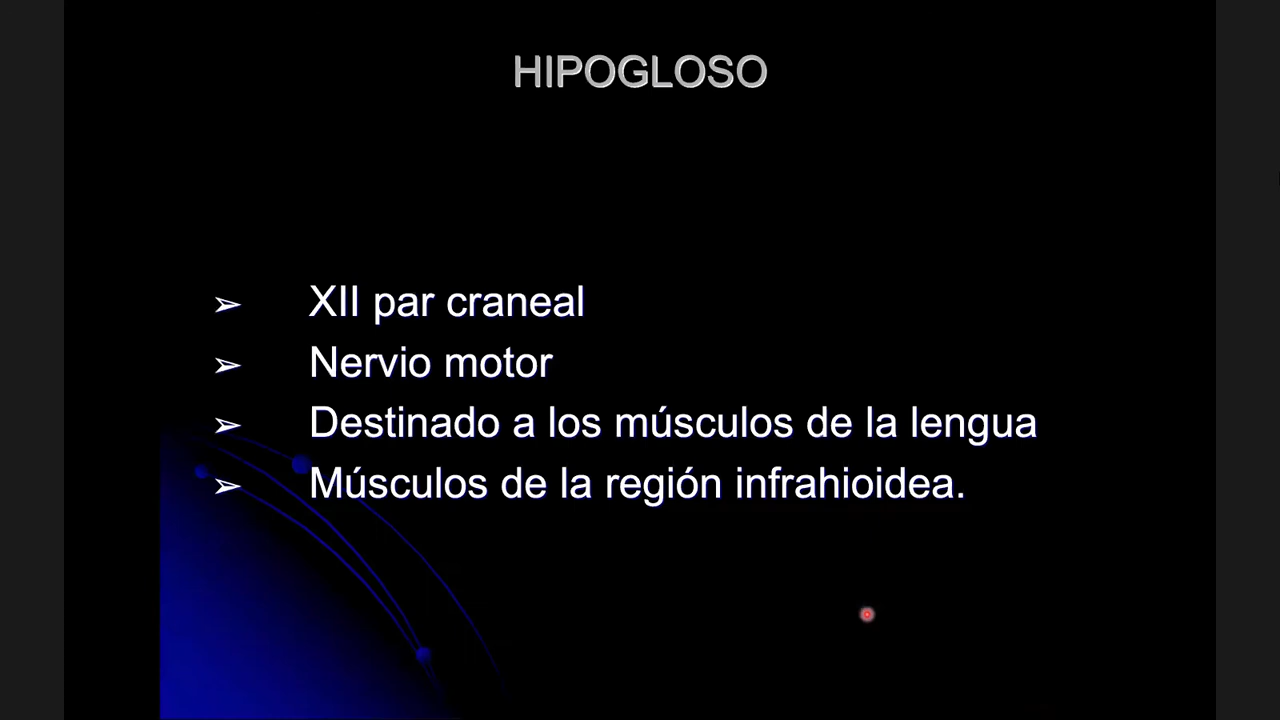 HIPOGLOSO
➢ XII par craneal
➢ Nervio motor
➢ Destinado a los músculos de la lengua
➢ Músculos de la región infrahioidea.